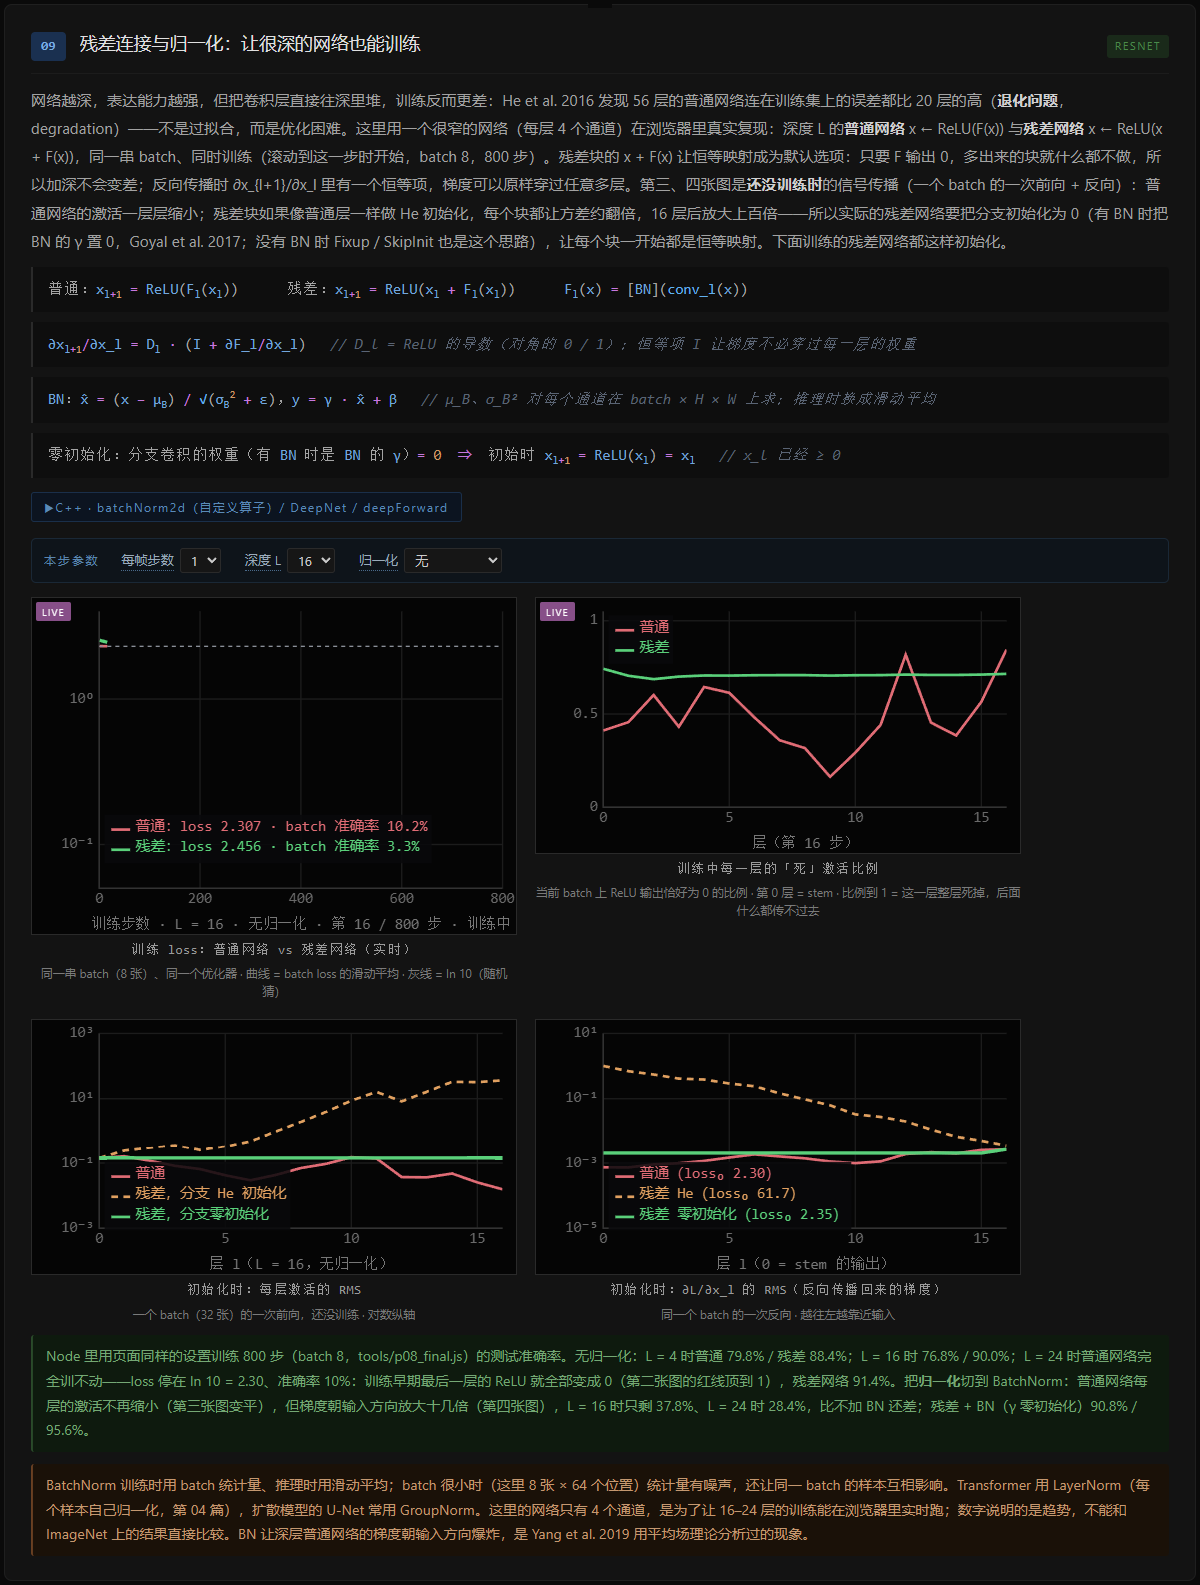 09 残差连接与归一化：让很深的网络也能训练 RESNET
网络越深，表达能力越强，但把卷积层直接往深里堆，训练反而更差：He et al. 2016 发现 56 层的普通网络连在训练集上的误差都比 20 层的高（退化问题，
degradation）——不是过拟合，而是优化困难。这里用一个很窄的网络（每层 4 个通道）在浏览器里真实复现：深度 L 的普通网络 x ← ReLU(F(x)) 与残差网络 x ← ReLU(x
+ F(x))，同一串 batch、同时训练（滚动到这一步时开始，batch 8，800 步）。残差块的 x + F(x) 让恒等映射成为默认选项：只要 F 输出 0，多出来的块就什么都不做，所
以加深不会变差；反向传播时 ∂x_{l+1}/∂x_l 里有一个恒等项，梯度可以原样穿过任意多层。第三、四张图是还没训练时的信号传播（一个 batch 的一次前向 + 反向）：普
通网络的激活一层层缩小；残差块如果像普通层一样做 He 初始化，每个块都让方差约翻倍，16 层后放大上百倍——所以实际的残差网络要把分支初始化为 0（有 BN 时把
BN 的 γ 置 0，Goyal et al. 2017；没有 BN 时 Fixup / SkipInit 也是这个思路），让每个块一开始都是恒等映射。下面训练的残差网络都这样初始化。
普通：xₗ₊₁ = ReLU(Fₗ(xₗ)) 残差：xₗ₊₁ = ReLU(xₗ + Fₗ(xₗ)) Fₗ(x) = [BN](conv_l(x))
∂xₗ₊₁/∂x_l = Dₗ · (I + ∂F_l/∂x_l) // D_l = ReLU 的导数（对角的 0 / 1）；恒等项 I 让梯度不必穿过每一层的权重
BN：x̂ = (x − μ_B) / √(σ_B² + ε)，y = γ · x̂ + β // μ_B、σ_B² 对每个通道在 batch × H × W 上求；推理时换成滑动平均
零初始化：分支卷积的权重（有 BN 时是 BN 的 γ）= 0 ⇒ 初始时 xₗ₊₁ = ReLU(xₗ) = xₗ // x_l 已经 ≥ 0
▶C++ · batchNorm2d（自定义算子）/ DeepNet / deepForward
本步参数 每帧步数 1 深度 L 16 归一化 无
LIVE
10⁰
10⁻¹
普通：loss 2.307 · batch 准确率 10.2%
残差：loss 2.456 · batch 准确率 3.3%
0 200 400 600 800
训练步数 · L = 16 · 无归一化 · 第 16 / 800 步 · 训练中
训练 loss：普通网络 vs 残差网络（实时）
同一串 batch（8 张）、同一个优化器 · 曲线 = batch loss 的滑动平均 · 灰线 = ln 10（随机
猜）
LIVE
1
普通
残差
0.5
0
0 5 10 15
层（第 16 步）
训练中每一层的「死」激活比例
当前 batch 上 ReLU 输出恰好为 0 的比例 · 第 0 层 = stem · 比例到 1 = 这一层整层死掉，后面
什么都传不过去
10³
10¹
10⁻¹
普通
残差，分支 He 初始化
残差，分支零初始化
10⁻³
0 5 10 15
层 l（L = 16，无归一化）
初始化时：每层激活的 RMS
一个 batch（32 张）的一次前向，还没训练 · 对数纵轴
10¹
10⁻¹
10⁻³
普通 (loss₀ 2.30)
残差 He (loss₀ 61.7)
残差 零初始化 (loss₀ 2.35)
10⁻⁵
0 5 10 15
层 l（0 = stem 的输出）
初始化时：∂L/∂x_l 的 RMS（反向传播回来的梯度）
同一个 batch 的一次反向 · 越往左越靠近输入
Node 里用页面同样的设置训练 800 步（batch 8，tools/p08_final.js）的测试准确率。无归一化：L = 4 时普通 79.8% / 残差 88.4%；L = 16 时 76.8% / 90.0%；L = 24 时普通网络完
全训不动——loss 停在 ln 10 = 2.30、准确率 10%：训练早期最后一层的 ReLU 就全部变成 0（第二张图的红线顶到 1），残差网络 91.4%。把归一化切到 BatchNorm：普通网络每
层的激活不再缩小（第三张图变平），但梯度朝输入方向放大十几倍（第四张图），L = 16 时只剩 37.8%、L = 24 时 28.4%，比不加 BN 还差；残差 + BN（γ 零初始化）90.8% /
95.6%。
BatchNorm 训练时用 batch 统计量、推理时用滑动平均；batch 很小时（这里 8 张 × 64 个位置）统计量有噪声，还让同一 batch 的样本互相影响。Transformer 用 LayerNorm（每
个样本自己归一化，第 04 篇），扩散模型的 U-Net 常用 GroupNorm。这里的网络只有 4 个通道，是为了让 16–24 层的训练能在浏览器里实时跑；数字说明的是趋势，不能和
ImageNet 上的结果直接比较。BN 让深层普通网络的梯度朝输入方向爆炸，是 Yang et al. 2019 用平均场理论分析过的现象。